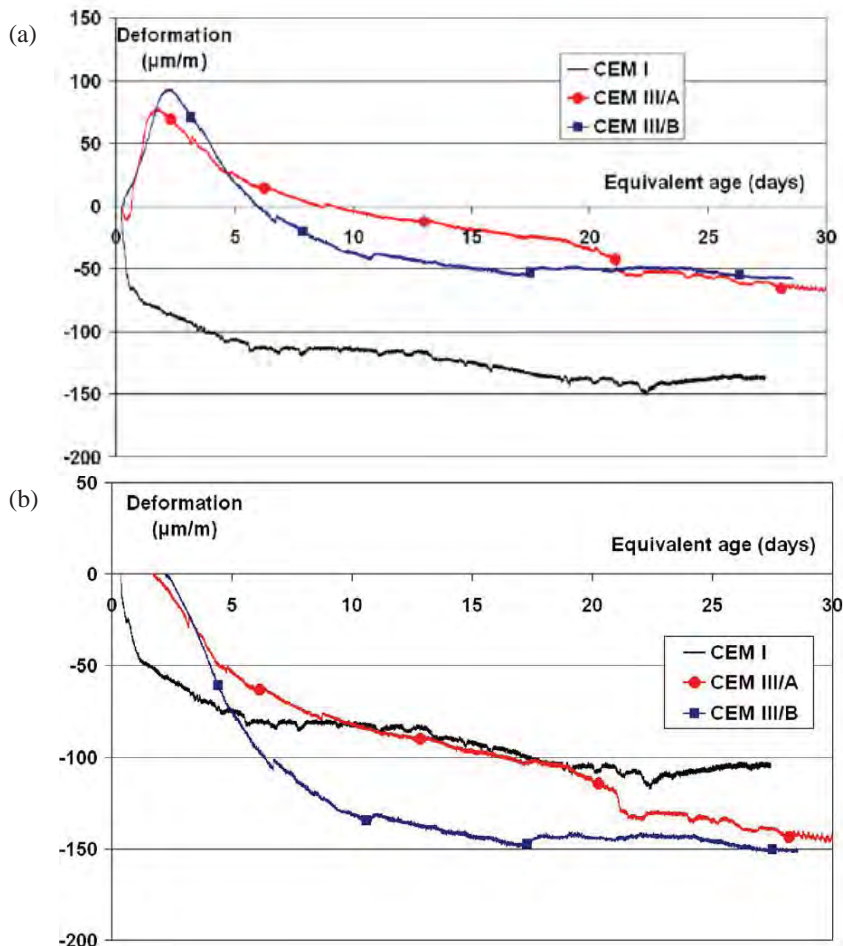 (a)
Deformation
(µm/m)
150
100
50
0
-50
-100
-150
-200
CEM I
CEM III/A
CEM III/B
Equivalent age (days)
0 5 10 15 20 25 30
(b)
Deformation
(µm/m)
50
0
-50
-100
-150
-200
Equivalent age (days)
0 5 10 15 20 25 30
CEM I
CEM III/A
CEM III/B